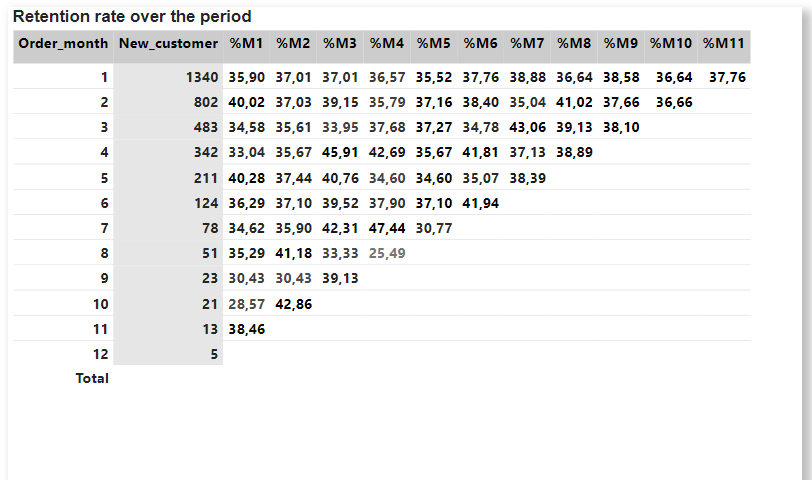 Retention rate over the period
Order_month New_customer %M1 %M2 %M3 %M4 %M5 %M6 %M7 %M8 %M9 %M10 %M11
1 1340 35,90 37,01 37,01 36,57 35,52 37,76 38,88 36,64 38,58 36,64 37,76
2 802 40,02 37,03 39,15 35,79 37,16 38,40 35,04 41,02 37,66 36,66
3 483 34,58 35,61 33,95 37,68 37,27 34,78 43,06 39,13 38,10
4 342 33,04 35,67 45,91 42,69 35,67 41,81 37,13 38,89
5 211 40,28 37,44 40,76 34,60 34,60 35,07 38,39
6 124 36,29 37,10 39,52 37,90 37,10 41,94
7 78 34,62 35,90 42,31 47,44 30,77
8 51 35,29 41,18 33,33 25,49
9 23 30,43 30,43 39,13
10 21 28,57 42,86
11 13 38,46
12 5
Total